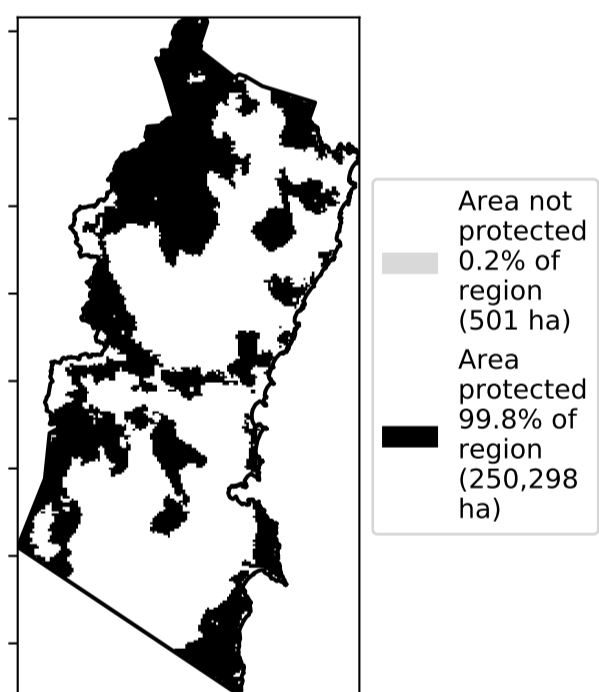 Area not
protected
0.2% of
region
(501 ha)
Area
protected
99.8% of
region
(250,298
ha)